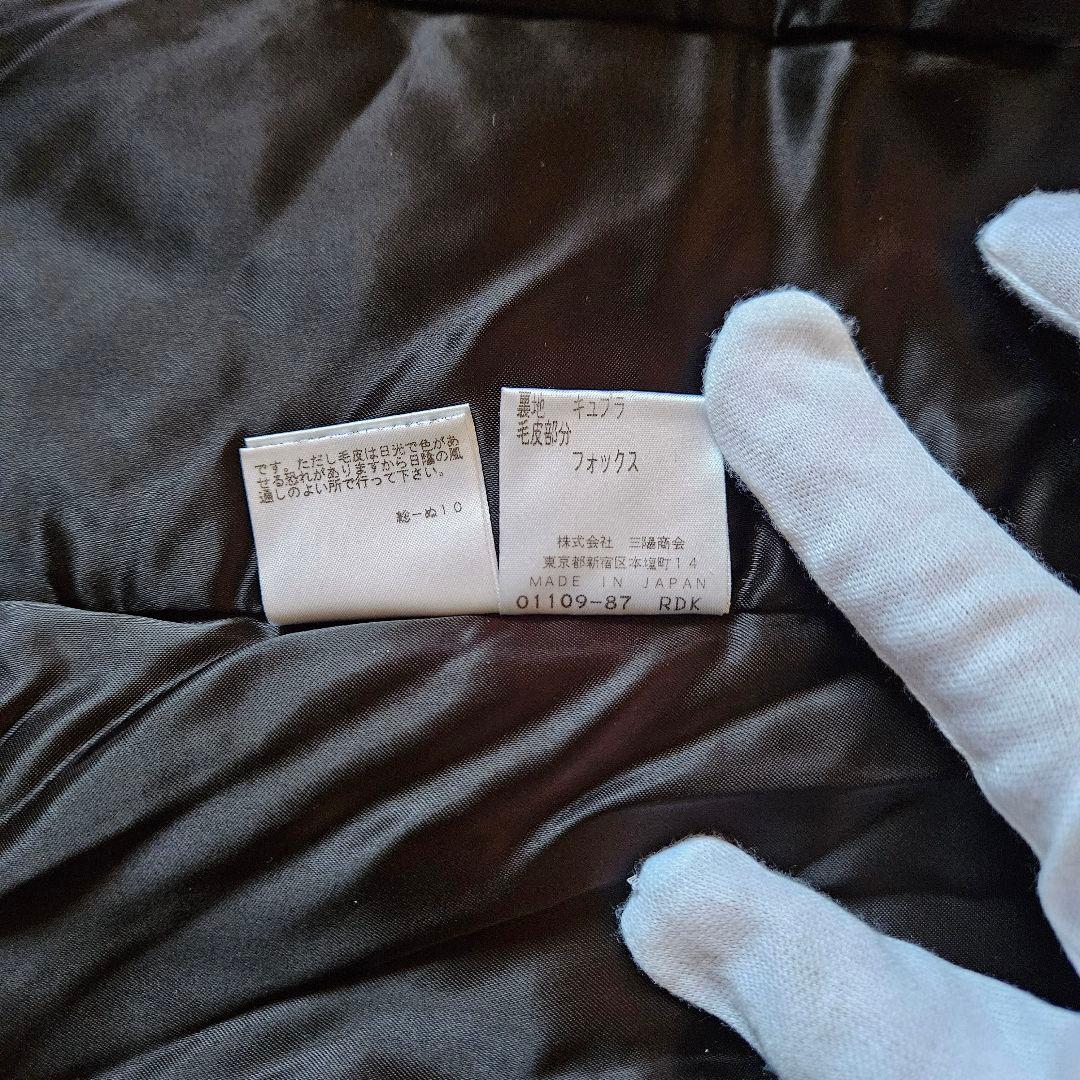 です。ただし毛皮は日光で色があ
せる恐れがありますから日陰の風
通しのよい所で行って下さい。
総ーぬ10
裏地 キュプラ
毛皮部分
フォックス
株式会社 三陽商会
東京都新宿区本塩町14
MADE IN JAPAN
01109-87 RDK